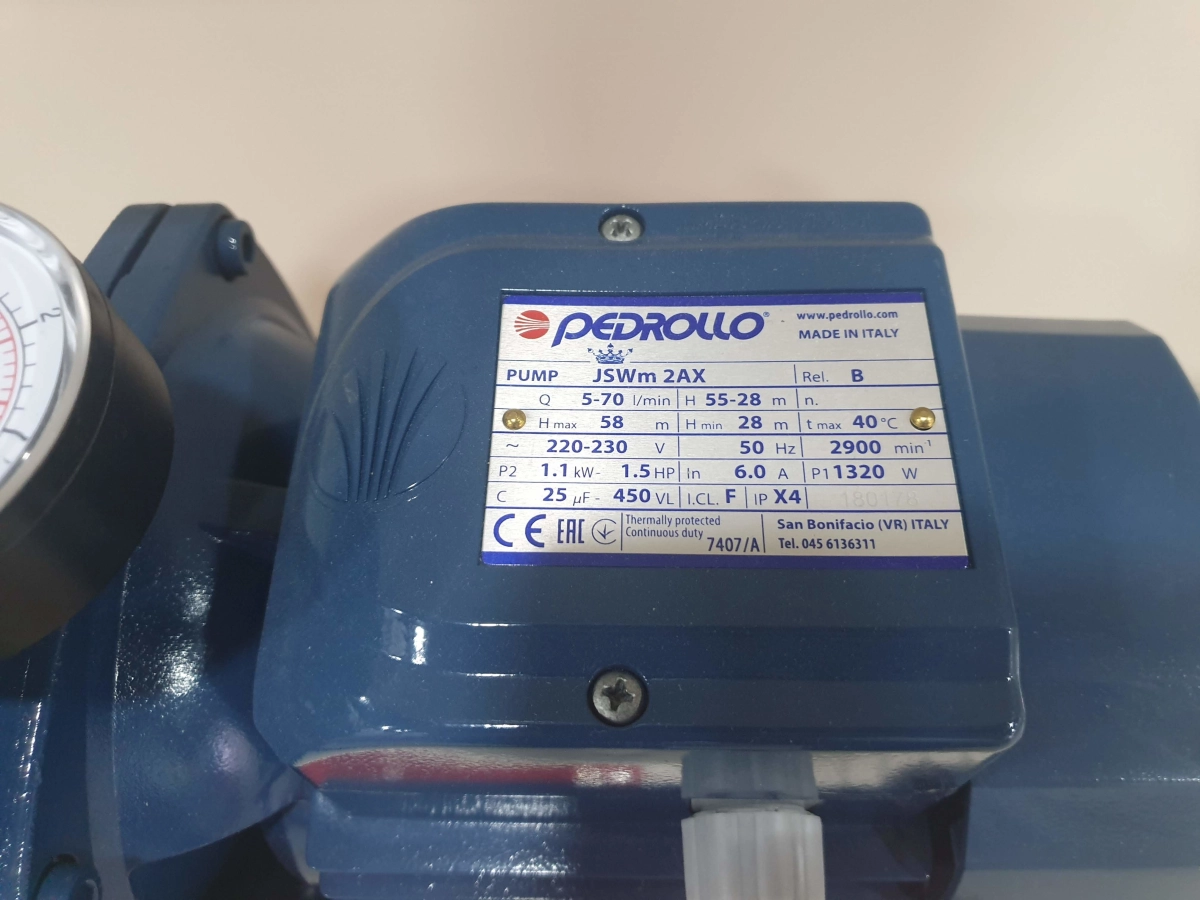 2
PEDROLLO®
www.pedrollo.com
MADE IN ITALY
PUMP JSWm 2AX Rel. B
Q 5-70 l/min H 55-28 m n.
H max 58 m H min 28 m t max 40 °C
~ 220-230 V 50 Hz 2900 min⁻¹
P2 1.1 kW- 1.5 HP In 6.0 A P1 1320 W
C 25 µF- 450 VL I.CL. F IP X4
CE EAC Thermally protected
Continuous duty 7407/A
San Bonifacio (VR) ITALY
Tel. 045 6136311